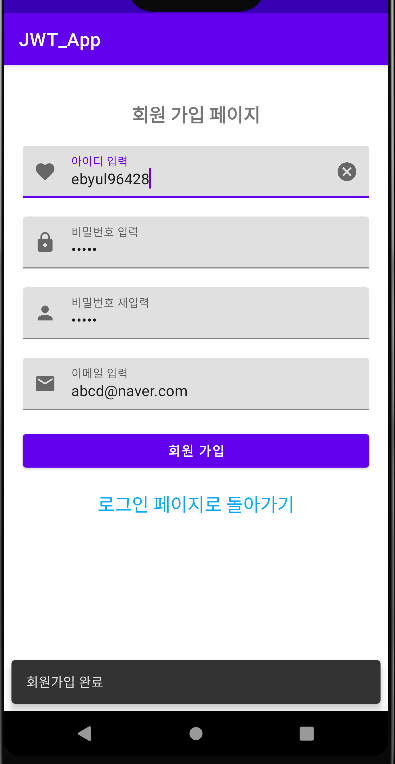 JWT_App
회원 가입 페이지
아이디 입력
ebyul96428
비밀번호 입력
•••••
비밀번호 재입력
•••••
이메일 입력
abcd@naver.com
회원 가입
로그인 페이지로 돌아가기
회원가입 완료